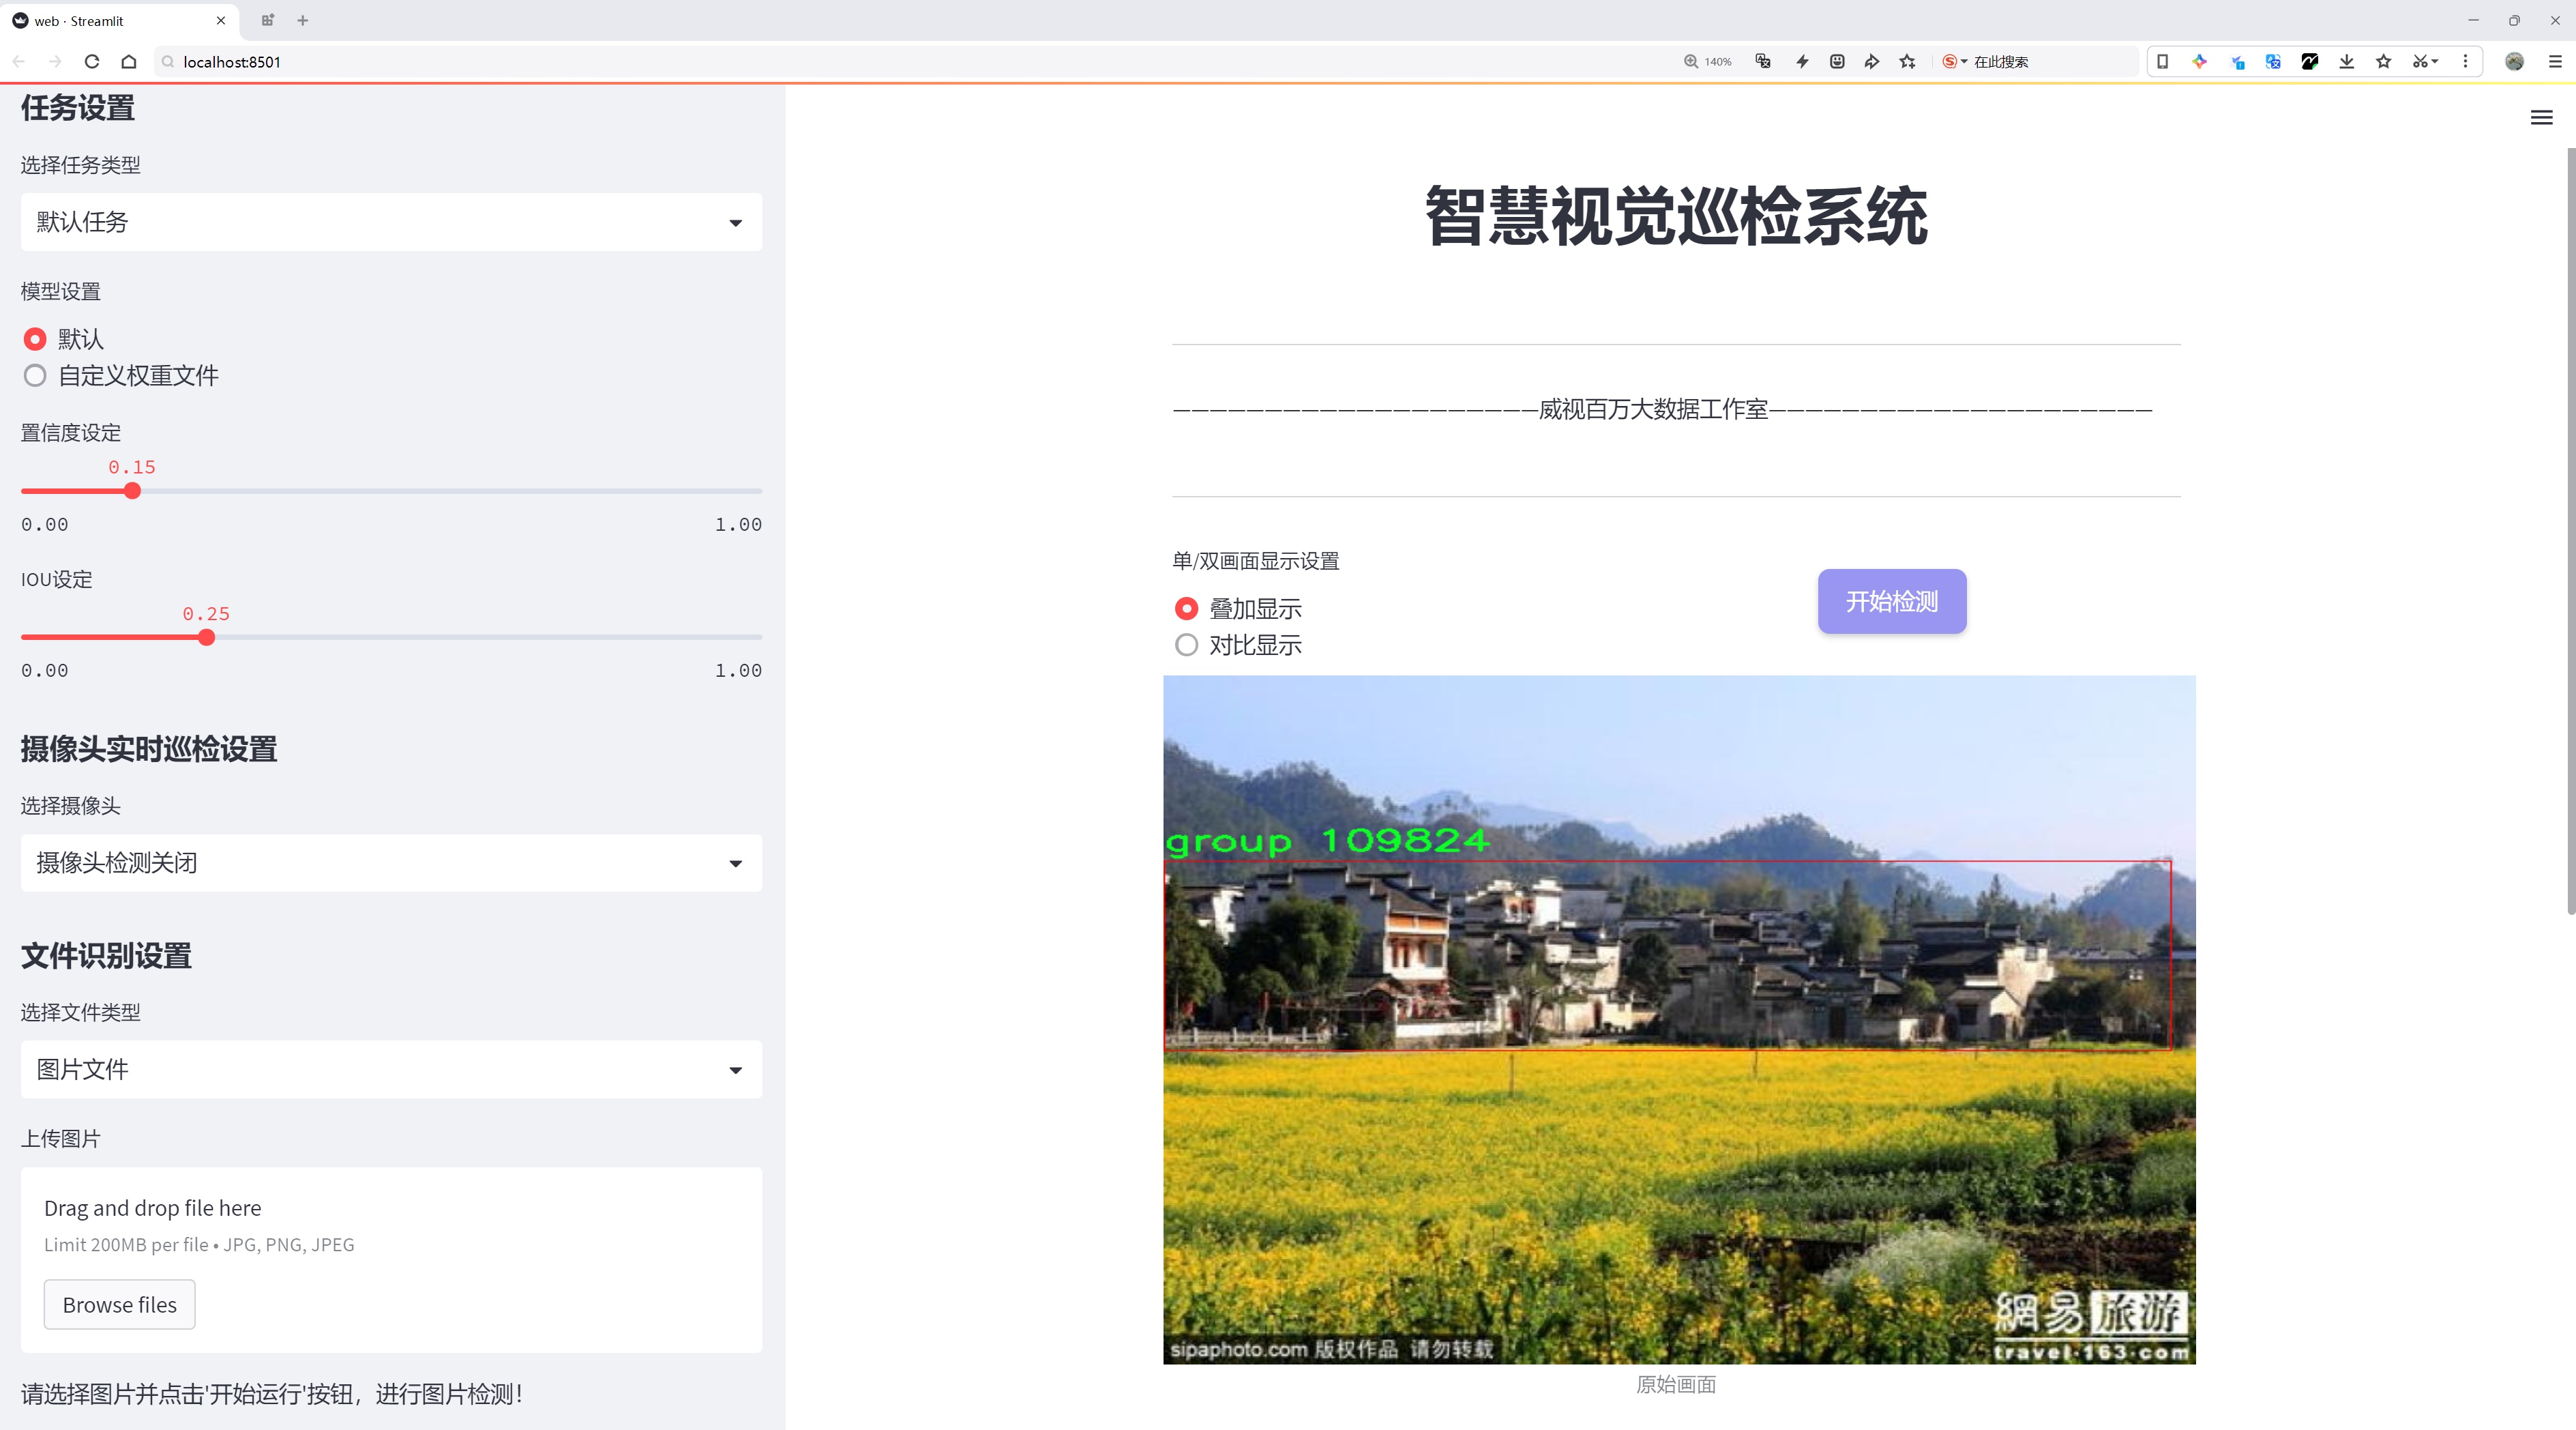 web · Streamlit
localhost:8501
140%
在此搜索
任务设置
选择任务类型
默认任务
模型设置
默认
自定义权重文件
置信度设定
0.15
0.00
1.00
IOU设定
0.25
0.00
1.00
摄像头实时巡检设置
选择摄像头
摄像头检测关闭
文件识别设置
选择文件类型
图片文件
上传图片
Drag and drop file here
Limit 200MB per file • JPG, PNG, JPEG
Browse files
请选择图片并点击'开始运行'按钮，进行图片检测！
智慧视觉巡检系统
————————————————————威视百万大数据工作室—————————————————————
单/双画面显示设置
叠加显示
对比显示
开始检测
group 109824
網易旅游
travel·163·com
sipaphoto.com 版权作品 请勿转载
原始画面